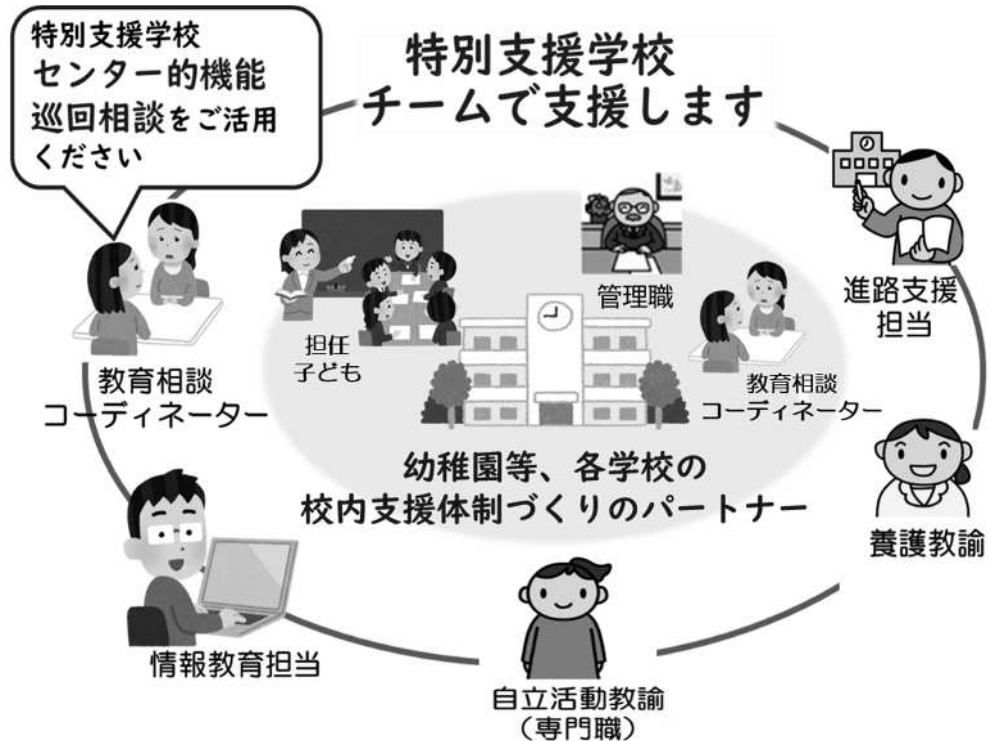 特別支援学校
センター的機能
巡回相談をご活用
ください
特別支援学校
チームで支援します
教育相談
コーディネーター
担任
子ども
管理職
教育相談
コーディネーター
進路支援
担当
幼稚園等、各学校の
校内支援体制づくりのパートナー
養護教諭
情報教育担当
自立活動教諭
（専門職）